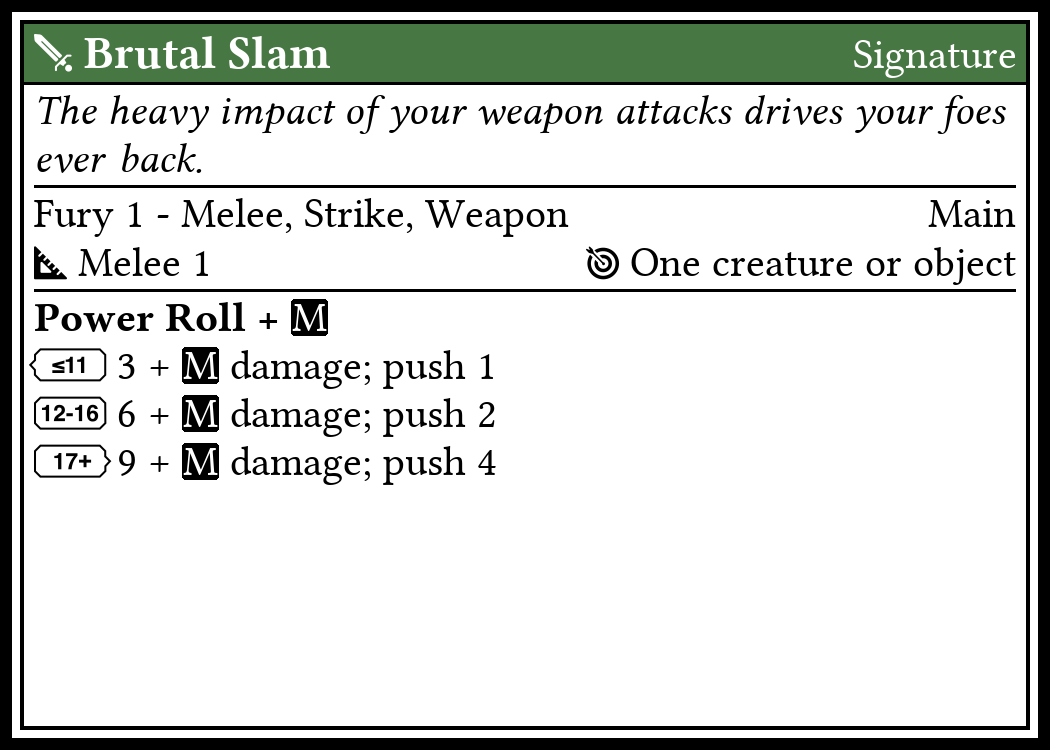 Brutal Slam Signature
The heavy impact of your weapon attacks drives your foes
ever back.
Fury 1 - Melee, Strike, Weapon Main
Melee 1 One creature or object
Power Roll + M
≤11 3 + M damage; push 1
12-16 6 + M damage; push 2
17+ 9 + M damage; push 4